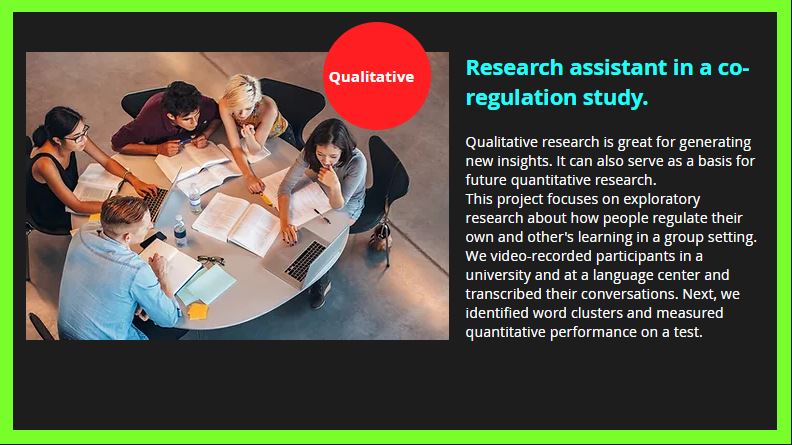 Qualitative
Research assistant in a co-
regulation study.
Qualitative research is great for generating
new insights. It can also serve as a basis for
future quantitative research.
This project focuses on exploratory
research about how people regulate their
own and other's learning in a group setting.
We video-recorded participants in a
university and at a language center and
transcribed their conversations. Next, we
identified word clusters and measured
quantitative performance on a test.